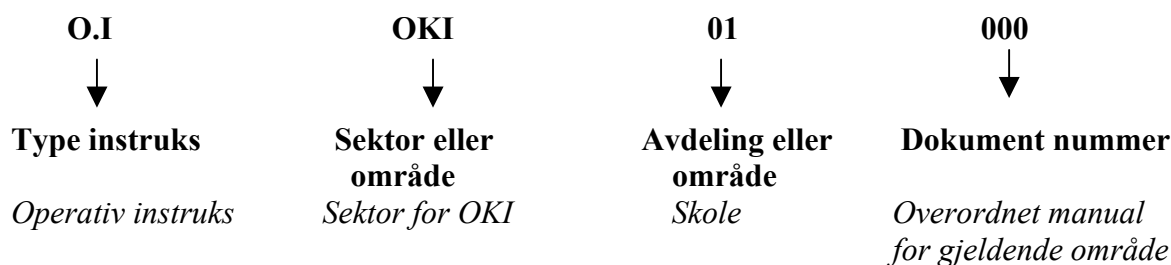 O.I OKI 01 000
Type instruks Sektor eller område Avdeling eller område Dokument nummer
Operativ instruks Sektor for OKI Skole Overordnet manual
for gjeldende område